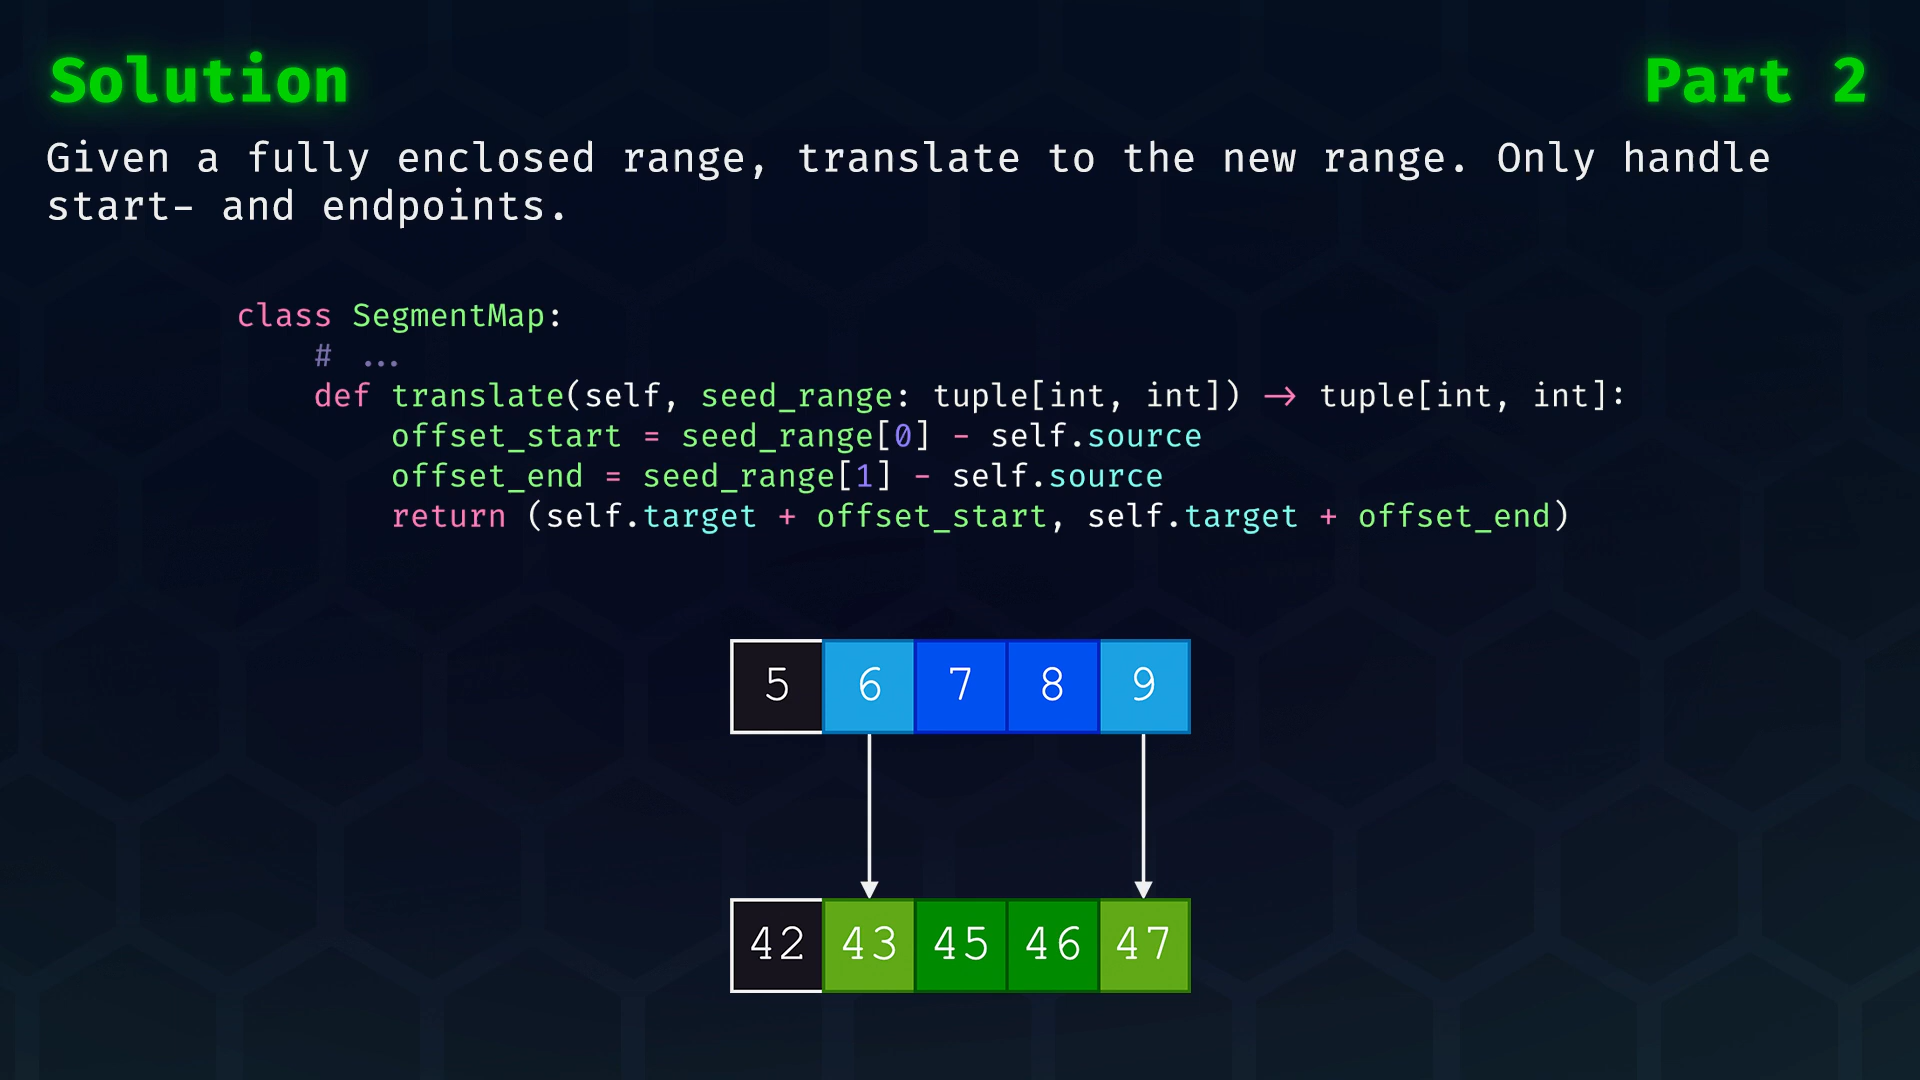 Solution
Part 2
Given a fully enclosed range, translate to the new range. Only handle
start- and endpoints.
class SegmentMap:
    # ...
    def translate(self, seed_range: tuple[int, int]) -> tuple[int, int]:
        offset_start = seed_range[0] - self.source
        offset_end = seed_range[1] - self.source
        return (self.target + offset_start, self.target + offset_end)
5 6 7 8 9
42 43 45 46 47